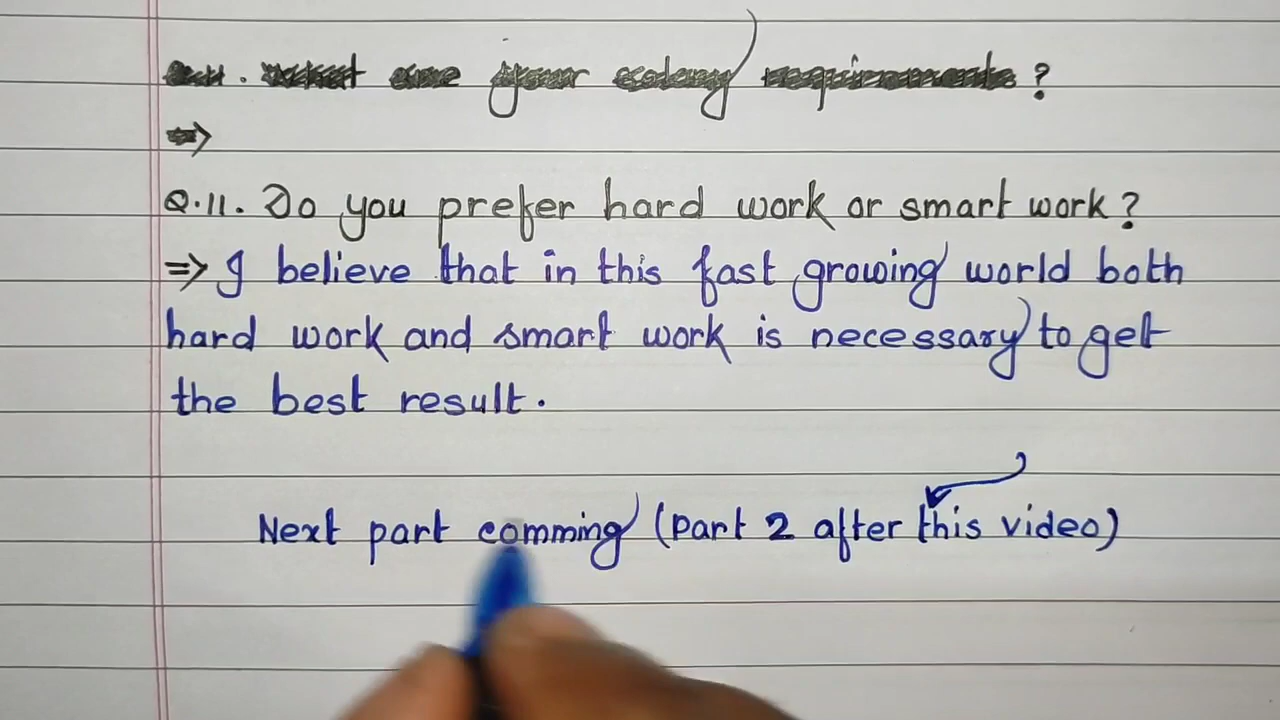 your ?
⇒
Q.11. Do you prefer hard work or smart work?
⇒ I believe that in this fast growing world both
hard work and smart work is necessary to get
the best result.
Next part comming (part 2 after this video)